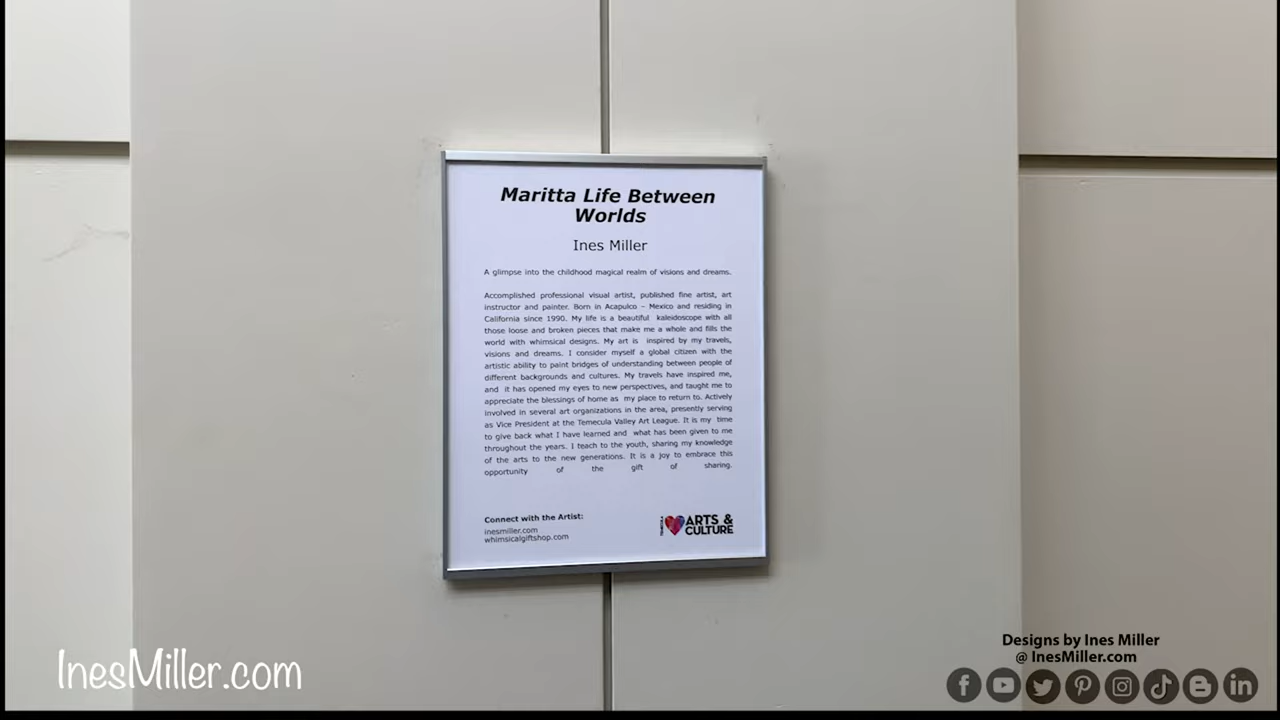 Maritta Life Between
Worlds
Ines Miller
A glimpse into the childhood magical realm of visions and dreams.
Accomplished professional visual artist, published fine artist, art
instructor and painter. Born in Acapulco – Mexico and residing in
California since 1990. My life is a beautiful kaleidoscope with all
those loose and broken pieces that make me a whole and fills the
world with whimsical designs. My art is inspired by my travels,
visions and dreams. I consider myself a global citizen with the
artistic ability to paint bridges of understanding between people of
different backgrounds and cultures. My travels have inspired me,
and it has opened my eyes to new perspectives, and taught me to
appreciate the blessings of home as my place to return to. Actively
involved in several art organizations in the area, presently serving
as Vice President at the Temecula Valley Art League. It is my time
to give back what I have learned and what has been given to me
throughout the years. I teach to the youth, sharing my knowledge
of the arts to the new generations. It is a joy to embrace this
opportunity of the gift of sharing.
Connect with the Artist:
inesmiller.com
whimsicalgiftshop.com
TEMECULA
ARTS &
CULTURE
InesMiller.com
Designs by Ines Miller
@ InesMiller.com